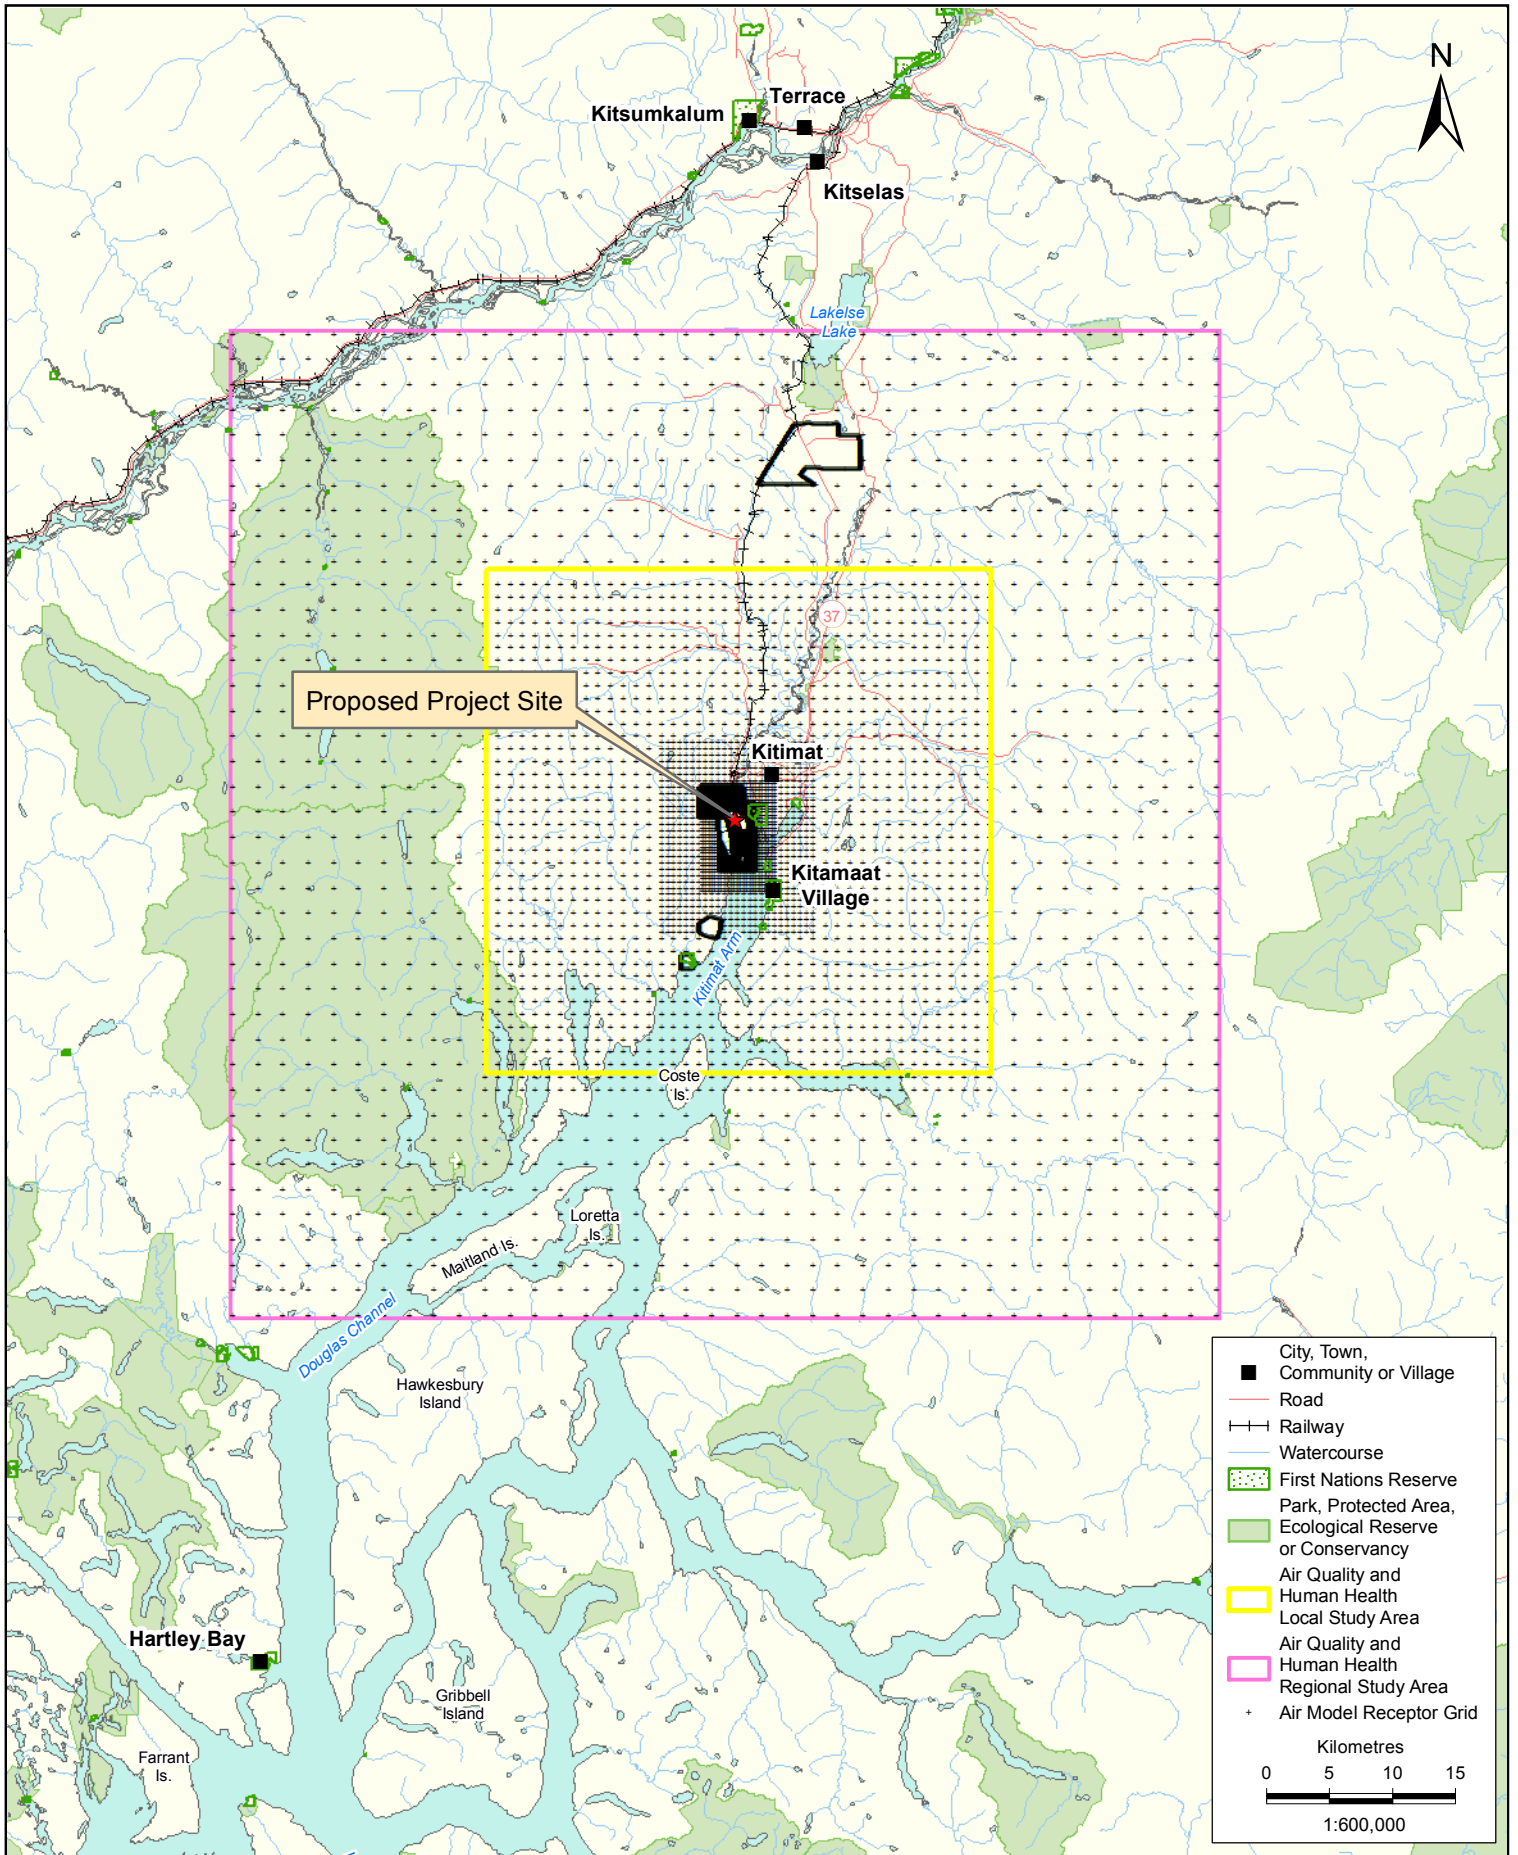 N
Terrace
Kitsumkalum
Kitselas
Lakelse
Lake
37
Proposed Project Site
Kitimat
Kitamaat
Village
Kitimat Arm
Coste
Is.
Loretta
Is.
Maitland Is.
Douglas Channel
Hawkesbury
Island
Hartley Bay
Gribbell
Island
Farrant
Is.
City, Town,
Community or Village
Road
Railway
Watercourse
First Nations Reserve
Park, Protected Area,
Ecological Reserve
or Conservancy
Air Quality and
Human Health
Local Study Area
Air Quality and
Human Health
Regional Study Area
Air Model Receptor Grid
Kilometres
0 5 10 15
1:600,000